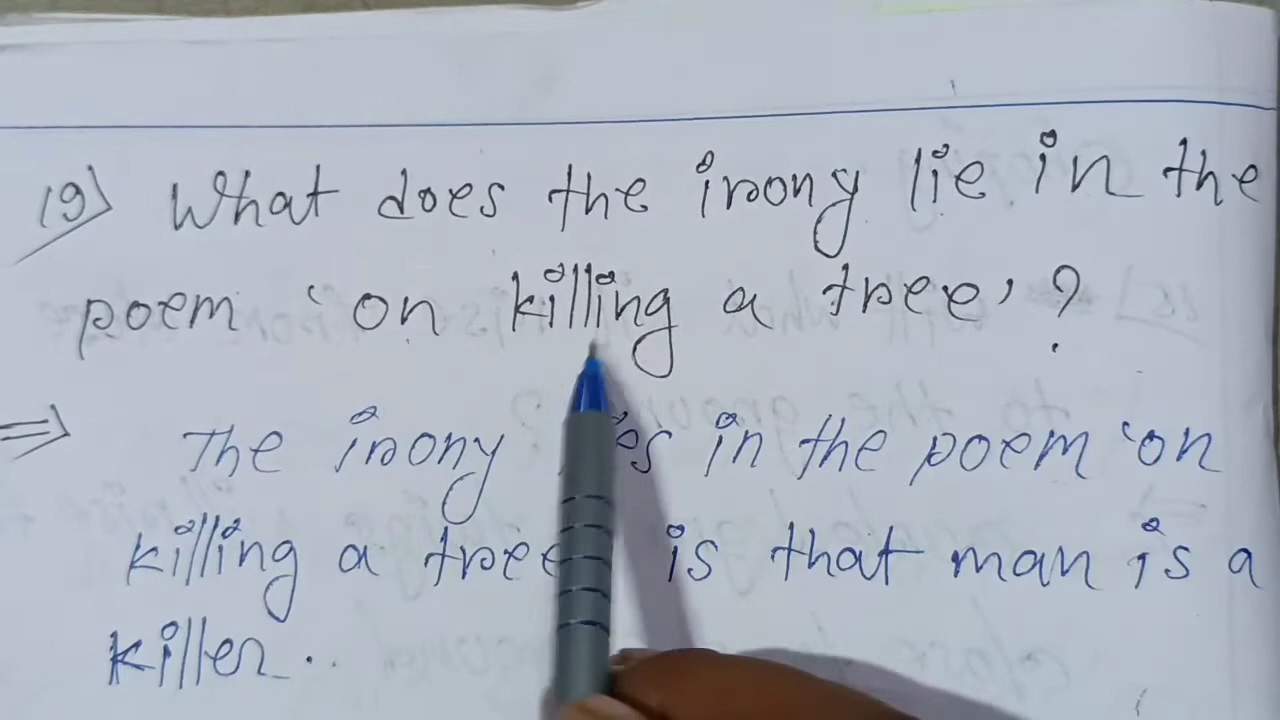 19) What does the irony lie in the
poem 'on killing a tree'?
⇒ The irony in the poem 'on
killing a tree is that man is a
killer..